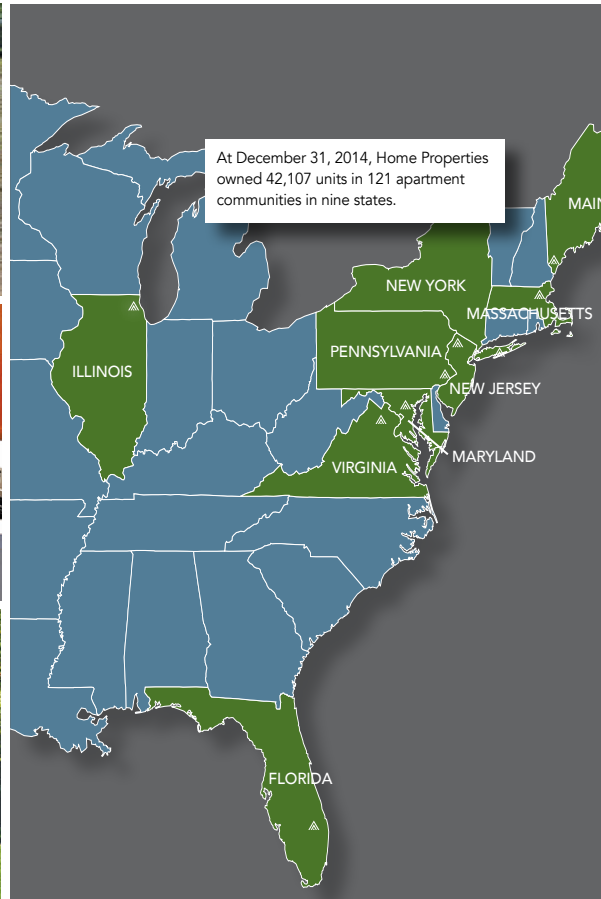 At December 31, 2014, Home Properties
owned 42,107 units in 121 apartment
communities in nine states.
MAIN
NEW YORK
MASSACHUSETTS
PENNSYLVANIA
ILLINOIS
NEW JERSEY
MARYLAND
VIRGINIA
FLORIDA